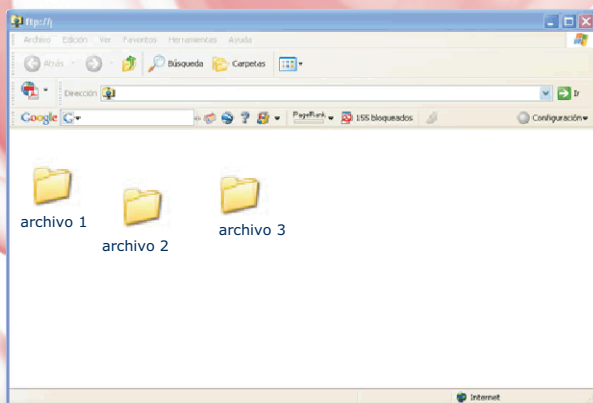 ftp://
Archivo Edición Ver Favoritos Herramientas Ayuda
Atrás Búsqueda Carpetas
Dirección Ir
Google G PageRank 155 bloqueados Configuración
archivo 1
archivo 2
archivo 3
Internet